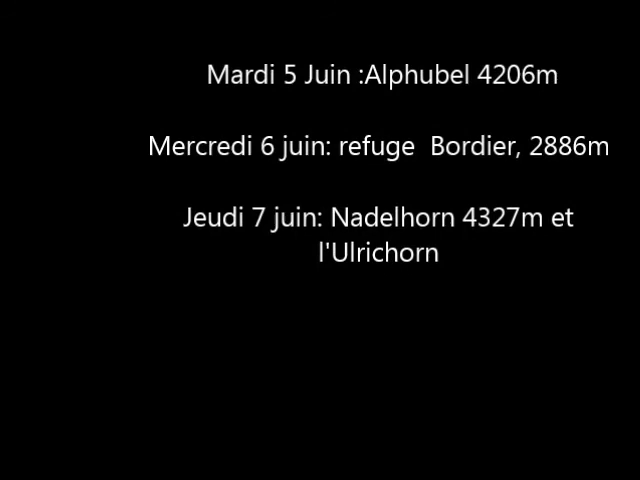 Mardi 5 Juin :Alphubel 4206m
Mercredi 6 juin: refuge  Bordier, 2886m
Jeudi 7 juin: Nadelhorn 4327m et
l'Ulrichorn